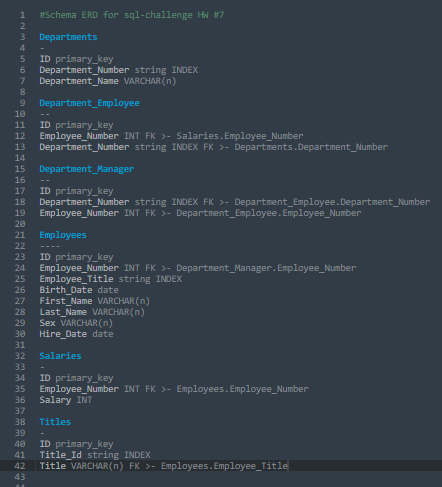 1 #Schema ERD for sql-challenge HW #7
2
3 Departments
4 -
5 ID primary_key
6 Department_Number string INDEX
7 Department_Name VARCHAR(n)
8
9 Department_Employee
10 --
11 ID primary_key
12 Employee_Number INT FK >- Salaries.Employee_Number
13 Department_Number string INDEX FK >- Departments.Department_Number
14
15 Department_Manager
16 --
17 ID primary_key
18 Department_Number string INDEX FK >- Department_Employee.Department_Number
19 Employee_Number INT FK >- Department_Employee.Employee_Number
20
21 Employees
22 ----
23 ID primary_key
24 Employee_Number INT FK >- Department_Manager.Employee_Number
25 Employee_Title string INDEX
26 Birth_Date date
27 First_Name VARCHAR(n)
28 Last_Name VARCHAR(n)
29 Sex VARCHAR(n)
30 Hire_Date date
31
32 Salaries
33 -
34 ID primary_key
35 Employee_Number INT FK >- Employees.Employee_Number
36 Salary INT
37
38 Titles
39 -
40 ID primary_key
41 Title_Id string INDEX
42 Title VARCHAR(n) FK >- Employees.Employee_Title
43
44